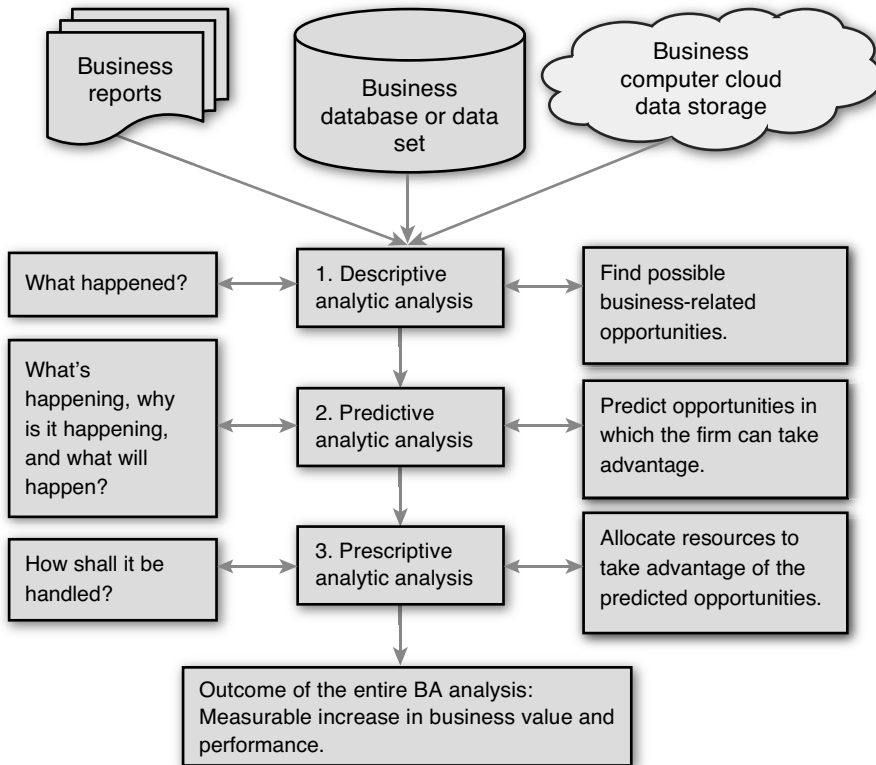 Business
reports
Business
database or data
set
Business
computer cloud
data storage
What happened?
1. Descriptive
analytic analysis
Find possible
business-related
opportunities.
What’s
happening, why
is it happening,
and what will
happen?
2. Predictive
analytic analysis
Predict opportunities in
which the firm can take
advantage.
How shall it be
handled?
3. Prescriptive
analytic analysis
Allocate resources to
take advantage of the
predicted opportunities.
Outcome of the entire BA analysis:
Measurable increase in business value and
performance.